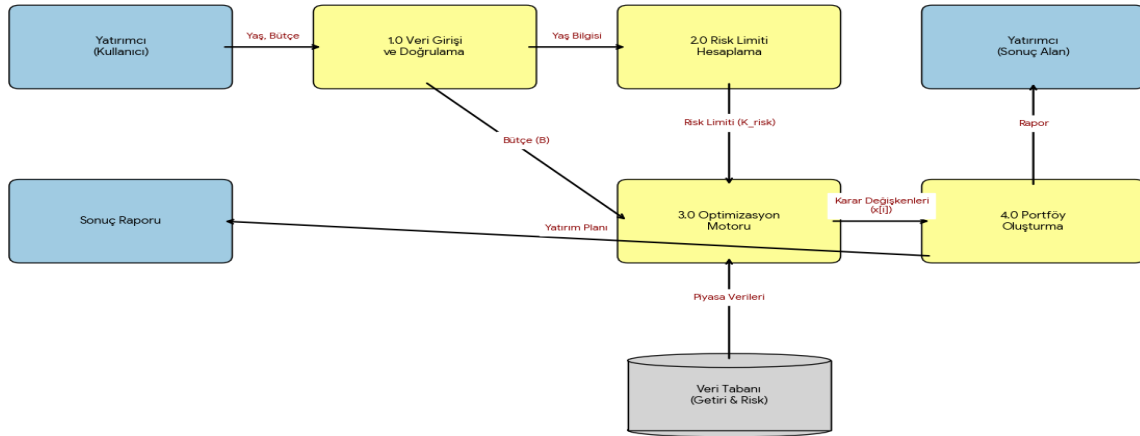 Yatırımcı
(Kullanıcı)
Yaş, Bütçe
1.0 Veri Girişi
ve Doğrulama
Yaş Bilgisi
2.0 Risk Limiti
Hesaplama
Yatırımcı
(Sonuç Alan)
Bütçe (B)
Risk Limiti (K_risk)
Rapor
Sonuç Raporu
Yatırım Planı
3.0 Optimizasyon
Motoru
Karar Değişkenleri
(x[i])
4.0 Portföy
Oluşturma
Piyasa Verileri
Veri Tabanı
(Getiri & Risk)